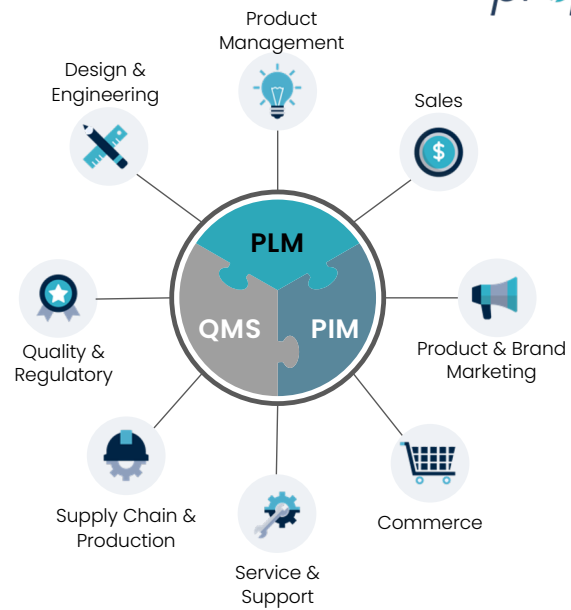 Product
Management
Design &
Engineering
Sales
PLM
QMS
PIM
Quality &
Regulatory
Product & Brand
Marketing
Supply Chain &
Production
Commerce
Service &
Support
$